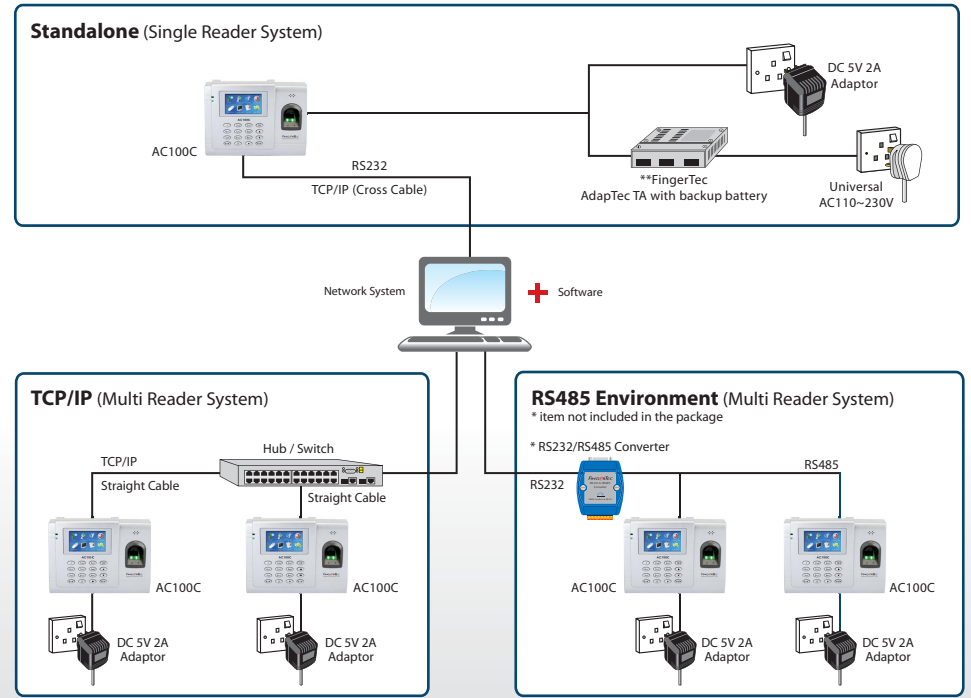 Standalone (Single Reader System)
DC 5V 2A
Adaptor
AC100C
RS232
TCP/IP (Cross Cable)
**FingerTec
AdapTec TA with backup battery
Universal
AC110~230V
Network System
Software
TCP/IP (Multi Reader System)
Hub / Switch
TCP/IP
Straight Cable
Straight Cable
AC100C
AC100C
DC 5V 2A
Adaptor
DC 5V 2A
Adaptor
RS485 Environment (Multi Reader System)
* item not included in the package
* RS232/RS485 Converter
RS485
RS232
FingerTec
AC100C
AC100C
DC 5V 2A
Adaptor
DC 5V 2A
Adaptor